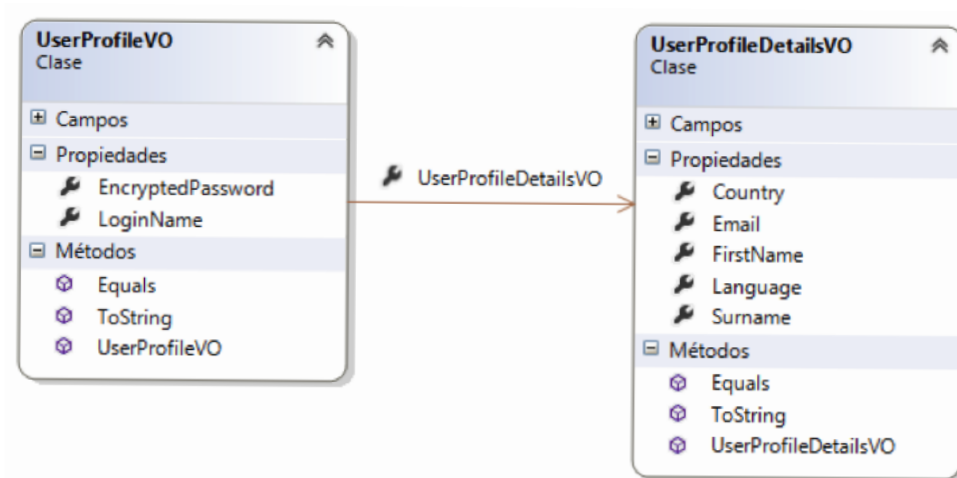 UserProfileVO
Clase
Campos
Propiedades
EncryptedPassword
LoginName
Métodos
Equals
ToString
UserProfileVO
UserProfileDetailsVO
UserProfileDetailsVO
Clase
Campos
Propiedades
Country
Email
FirstName
Language
Surname
Métodos
Equals
ToString
UserProfileDetailsVO